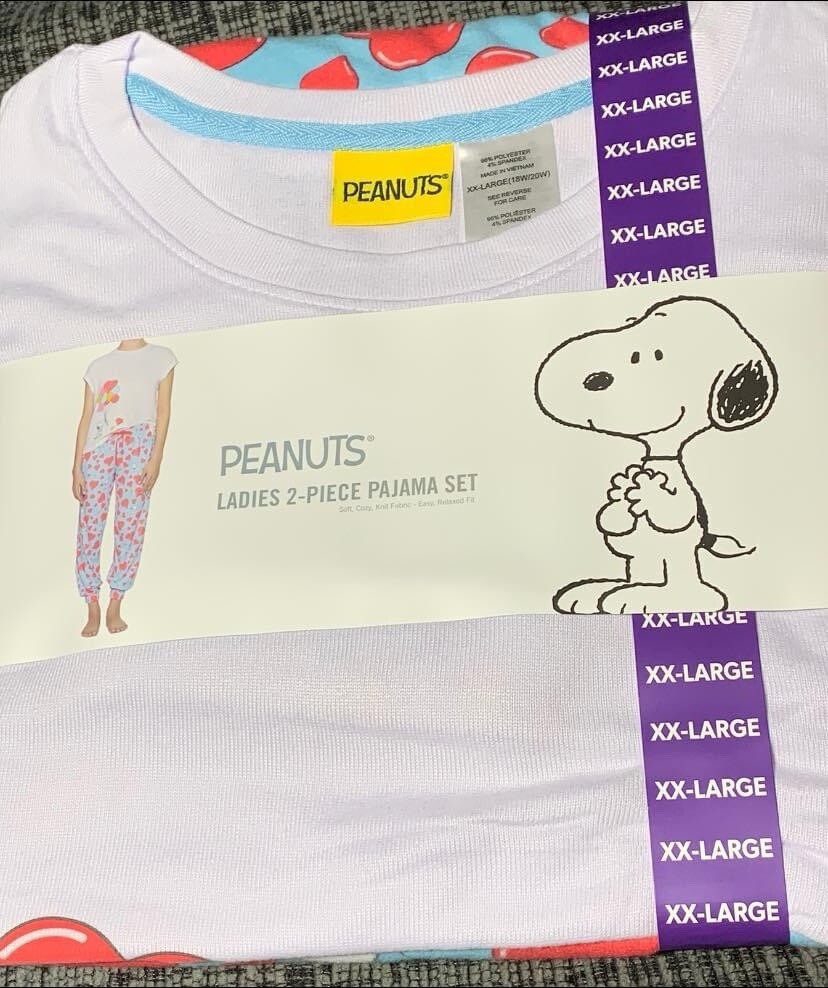 XX-LARGE
XX-LARGE
XX-LARGE
XX-LARGE
XX-LARGE
XX-LARGE
XX-LARGE
XX-LARGE
PEANUTS®
96% POLYESTER
4% SPANDEX
MADE IN VIETNAM
XX-LARGE(18W/20W)
SEE REVERSE
FOR CARE
96% POLIÉSTER
4% SPANDEX
PEANUTS®
LADIES 2-PIECE PAJAMA SET
Soft, Cozy, Knit Fabric - Easy, Relaxed Fit
XX-LARGE
XX-LARGE
XX-LARGE
XX-LARGE
XX-LARGE
XX-LARGE